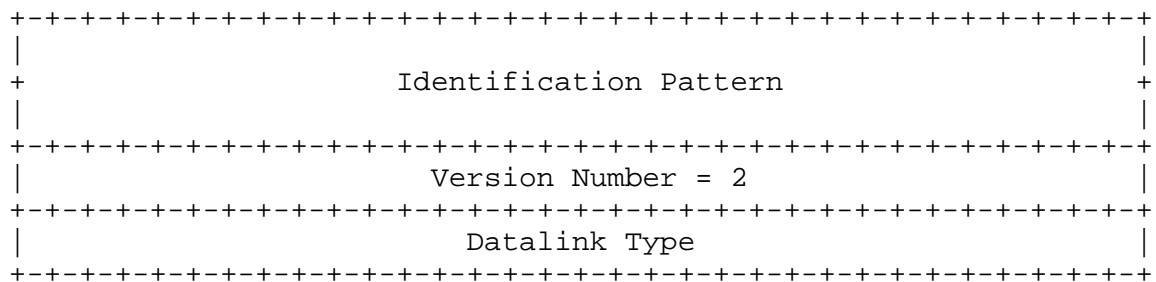 +-+-+-+-+-+-+-+-+-+-+-+-+-+-+-+-+-+-+-+-+-+-+-+-+-+-+-+-+-+-+-+-+
|                                                               |
+                     Identification Pattern                    +
|                                                               |
+-+-+-+-+-+-+-+-+-+-+-+-+-+-+-+-+-+-+-+-+-+-+-+-+-+-+-+-+-+-+-+-+
|                       Version Number = 2                      |
+-+-+-+-+-+-+-+-+-+-+-+-+-+-+-+-+-+-+-+-+-+-+-+-+-+-+-+-+-+-+-+-+
|                         Datalink Type                         |
+-+-+-+-+-+-+-+-+-+-+-+-+-+-+-+-+-+-+-+-+-+-+-+-+-+-+-+-+-+-+-+-+